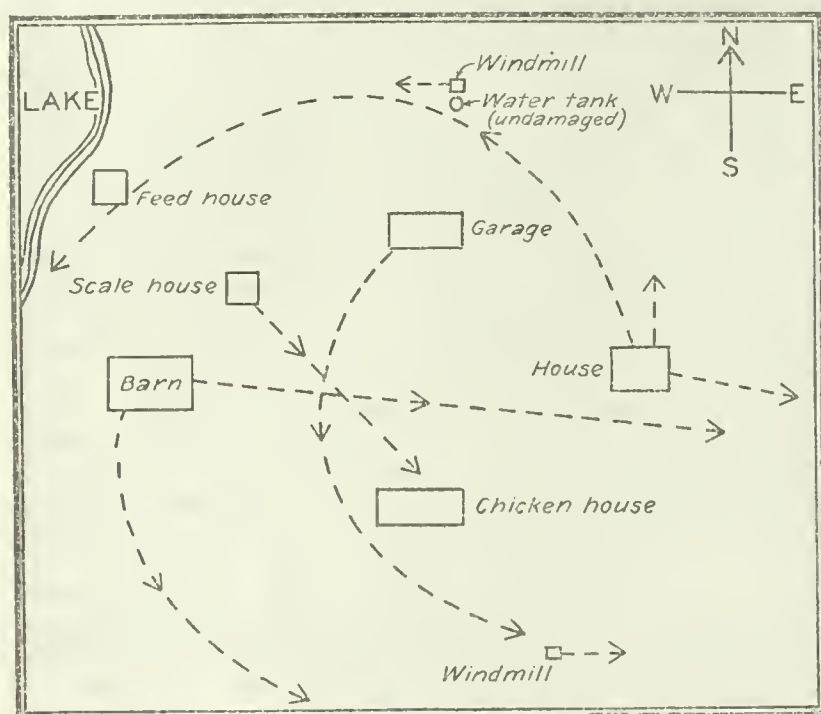 N
Windmill
LAKE
W
E
Water tank
(undamaged)
S
Feed house
Garage
Scale house
House
Barn
Chicken house
Windmill